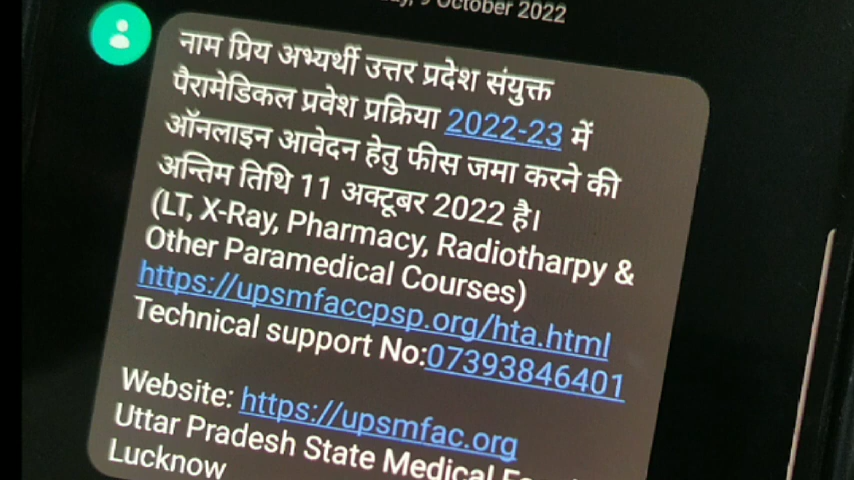 9 October 2022
नाम प्रिय अभ्यर्थी उत्तर प्रदेश संयुक्त
पैरामेडिकल प्रवेश प्रक्रिया 2022-23 में
ऑनलाइन आवेदन हेतु फीस जमा करने की
अन्तिम तिथि 11 अक्टूबर 2022 है।
(LT, X-Ray, Pharmacy, Radiotharpy &
Other Paramedical Courses)
https://upsmfaccpsp.org/hta.html
Technical support No:07393846401
Website: https://upsmfac.org
Uttar Pradesh State Medical
Lucknow